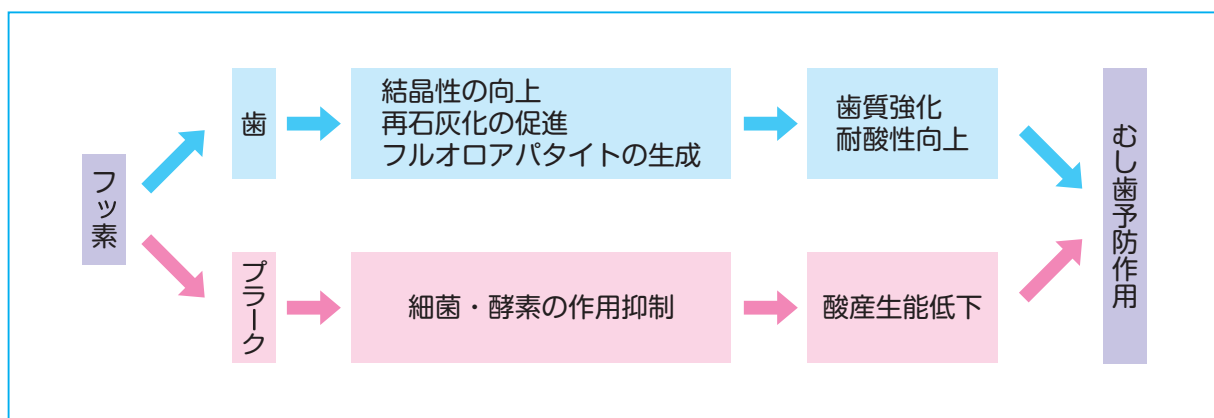 フッ素
歯
結晶性の向上
再石灰化の促進
フルオロアパタイトの生成
歯質強化
耐酸性向上
プラーク
細菌・酵素の作用抑制
酸産生能低下
むし歯予防作用